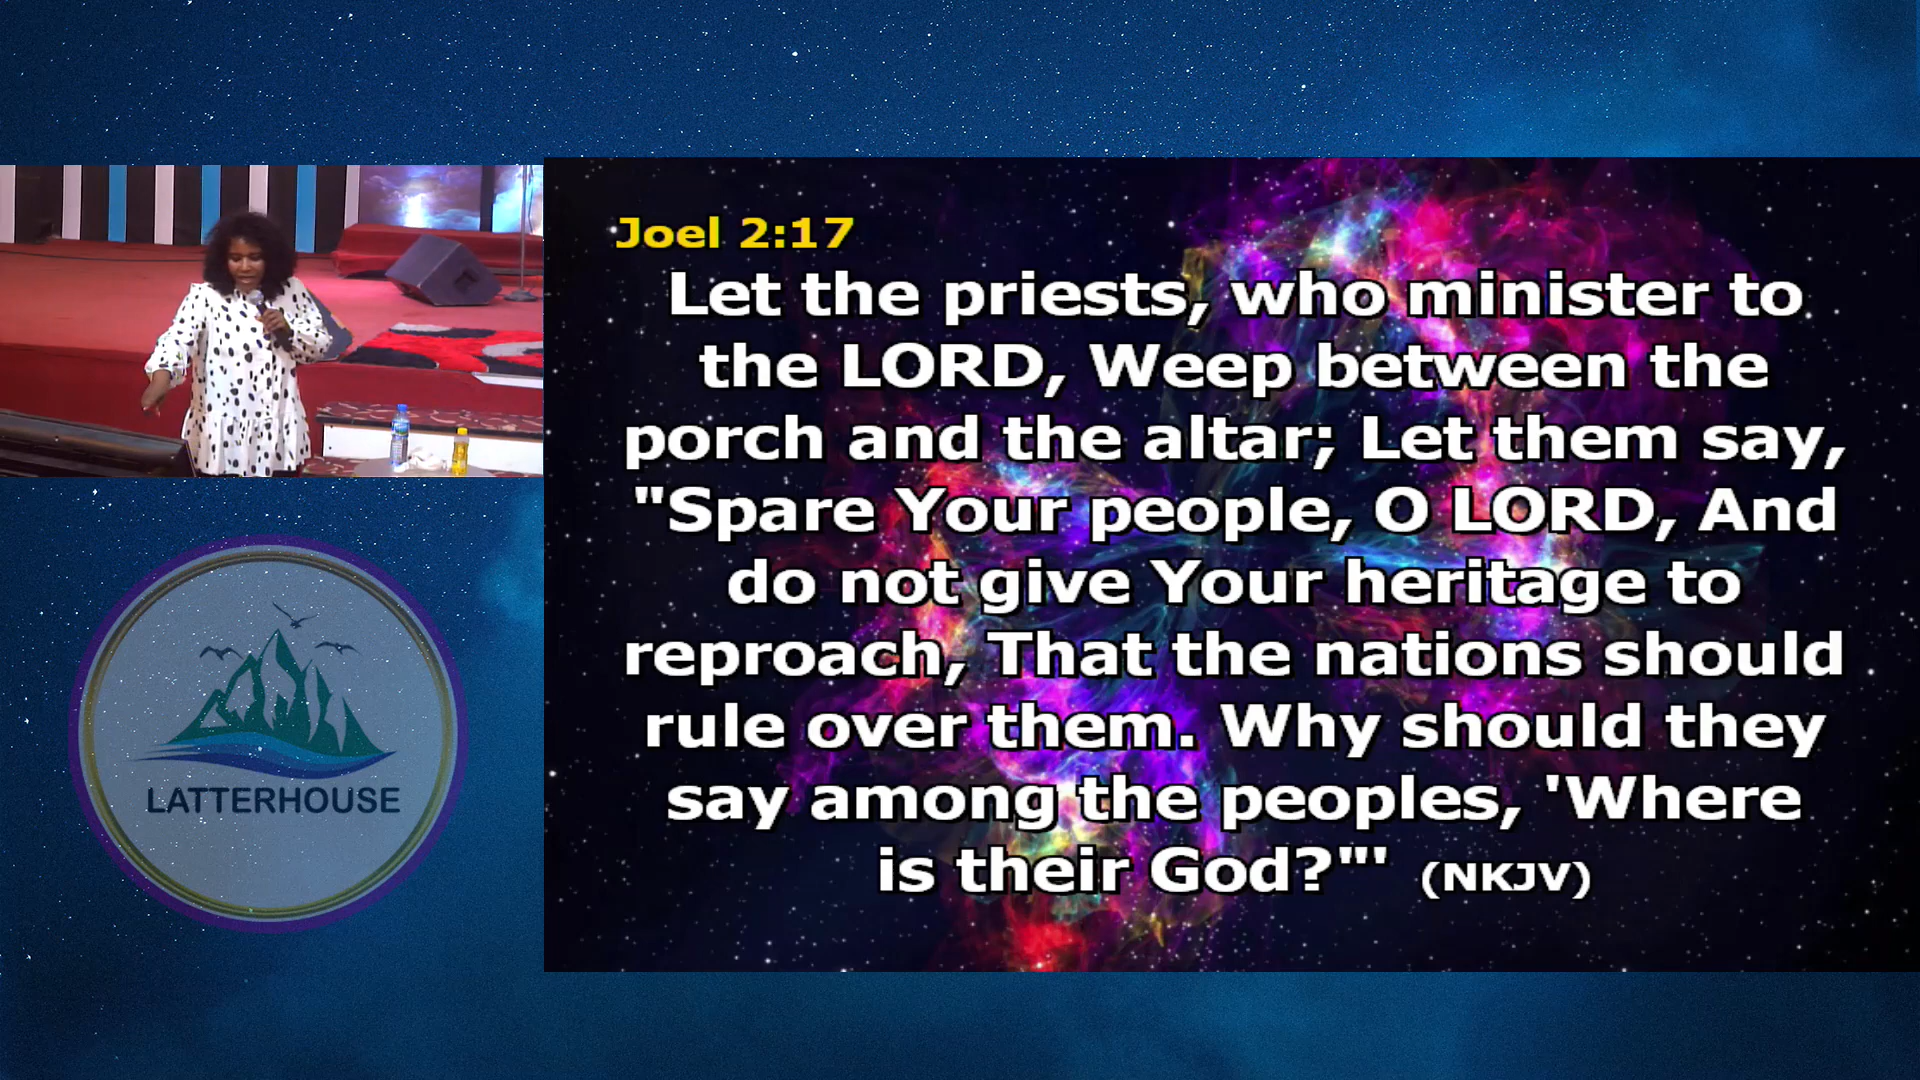 Joel 2:17
Let the priests, who minister to
the LORD, Weep between the
porch and the altar; Let them say,
"Spare Your people, O LORD, And
do not give Your heritage to
reproach, That the nations should
rule over them. Why should they
say among the peoples, 'Where
is their God?"' (NKJV)
LATTERHOUSE